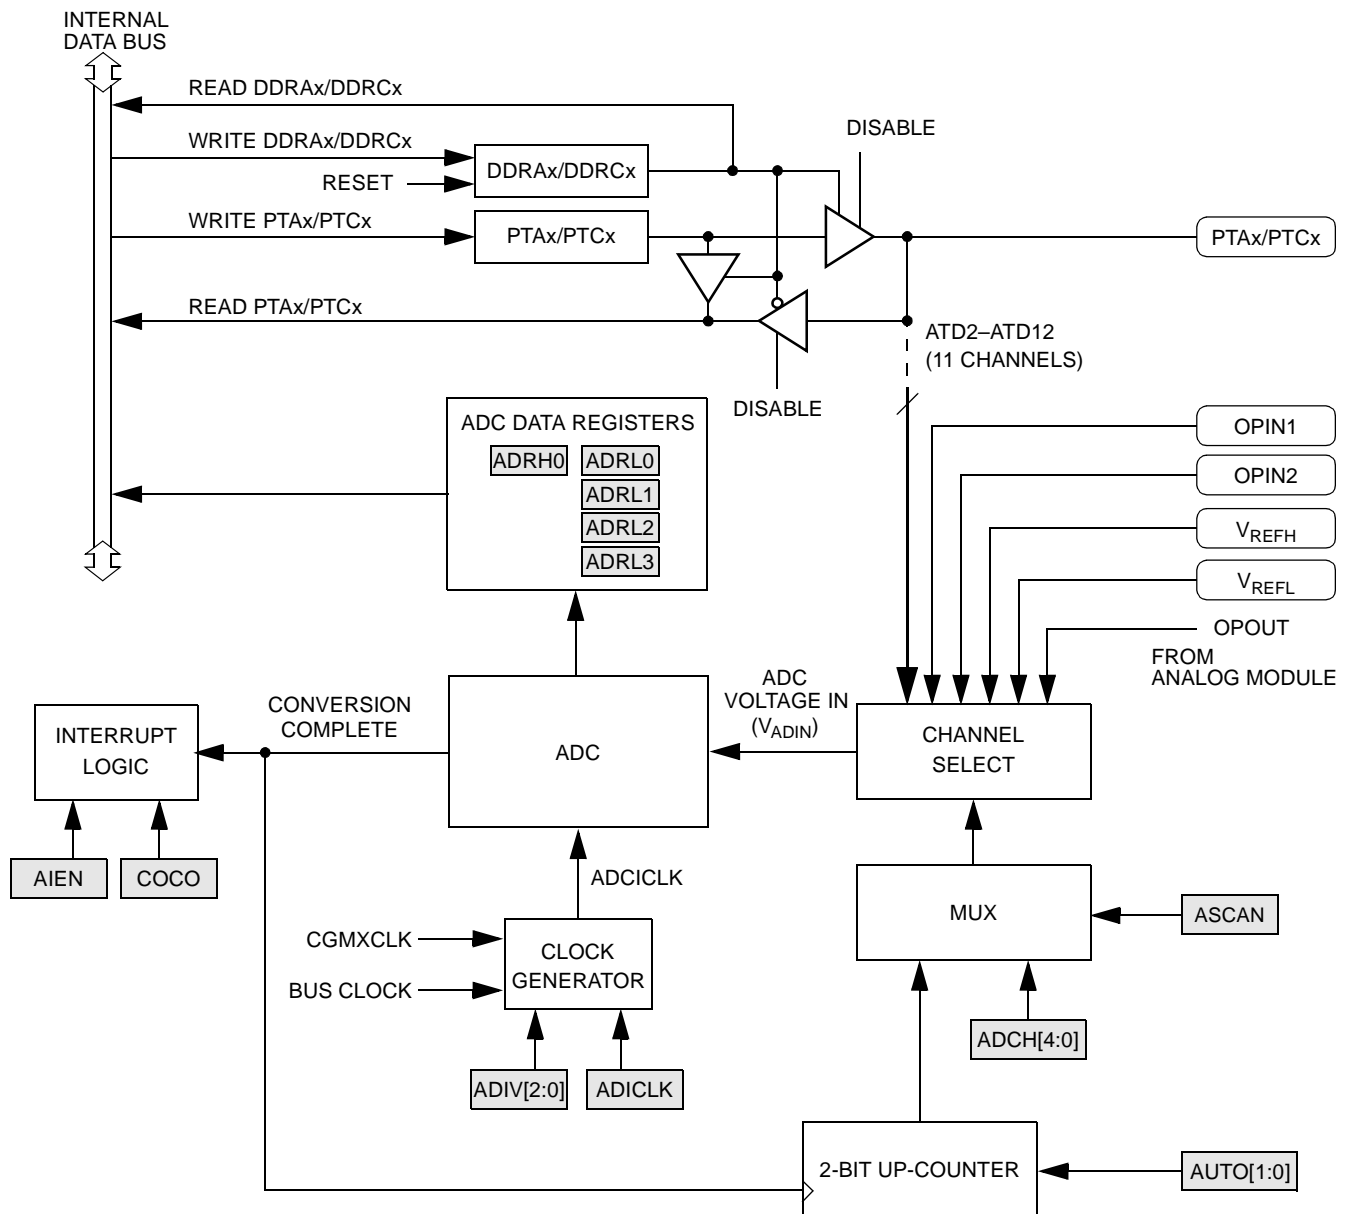 INTERNAL
DATA BUS
READ DDRAx/DDRCx
WRITE DDRAx/DDRCx
DISABLE
DDRAx/DDRCx
RESET
WRITE PTAx/PTCx
PTAx/PTCx
PTAx/PTCx
READ PTAx/PTCx
ATD2–ATD12
(11 CHANNELS)
DISABLE
ADC DATA REGISTERS
ADRH0
ADRL0
ADRL1
ADRL2
ADRL3
OPIN1
OPIN2
VREFH
VREFL
OPOUT
FROM
ANALOG MODULE
ADC
VOLTAGE IN
(VADIN)
CONVERSION
COMPLETE
INTERRUPT
LOGIC
ADC
CHANNEL
SELECT
AIEN
COCO
ADCICLK
MUX
ASCAN
CGMXCLK
BUS CLOCK
CLOCK
GENERATOR
ADCH[4:0]
ADIV[2:0]
ADICLK
2-BIT UP-COUNTER
AUTO[1:0]